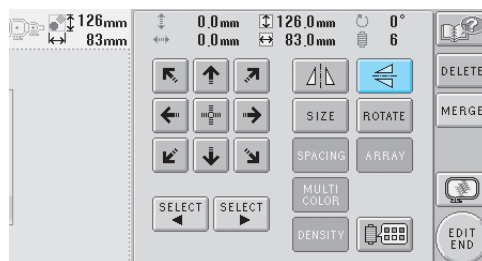 126mm
83mm
0.0mm 126.0mm 0°
0.0mm 83.0mm 6
DELETE
SIZE ROTATE MERGE
SPACING ARRAY
MULTI
COLOR
SELECT SELECT
DENSITY
EDIT
END